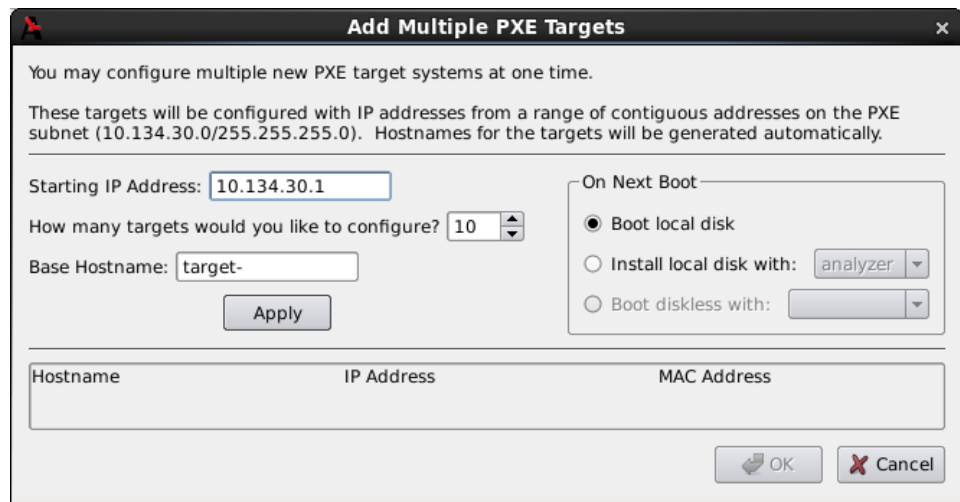 Add Multiple PXE Targets
You may configure multiple new PXE target systems at one time.
These targets will be configured with IP addresses from a range of contiguous addresses on the PXE
subnet (10.134.30.0/255.255.255.0).  Hostnames for the targets will be generated automatically.
Starting IP Address: 10.134.30.1
How many targets would you like to configure? 10
Base Hostname: target-
Apply
On Next Boot
Boot local disk
Install local disk with: analyzer
Boot diskless with:
Hostname IP Address MAC Address
OK Cancel